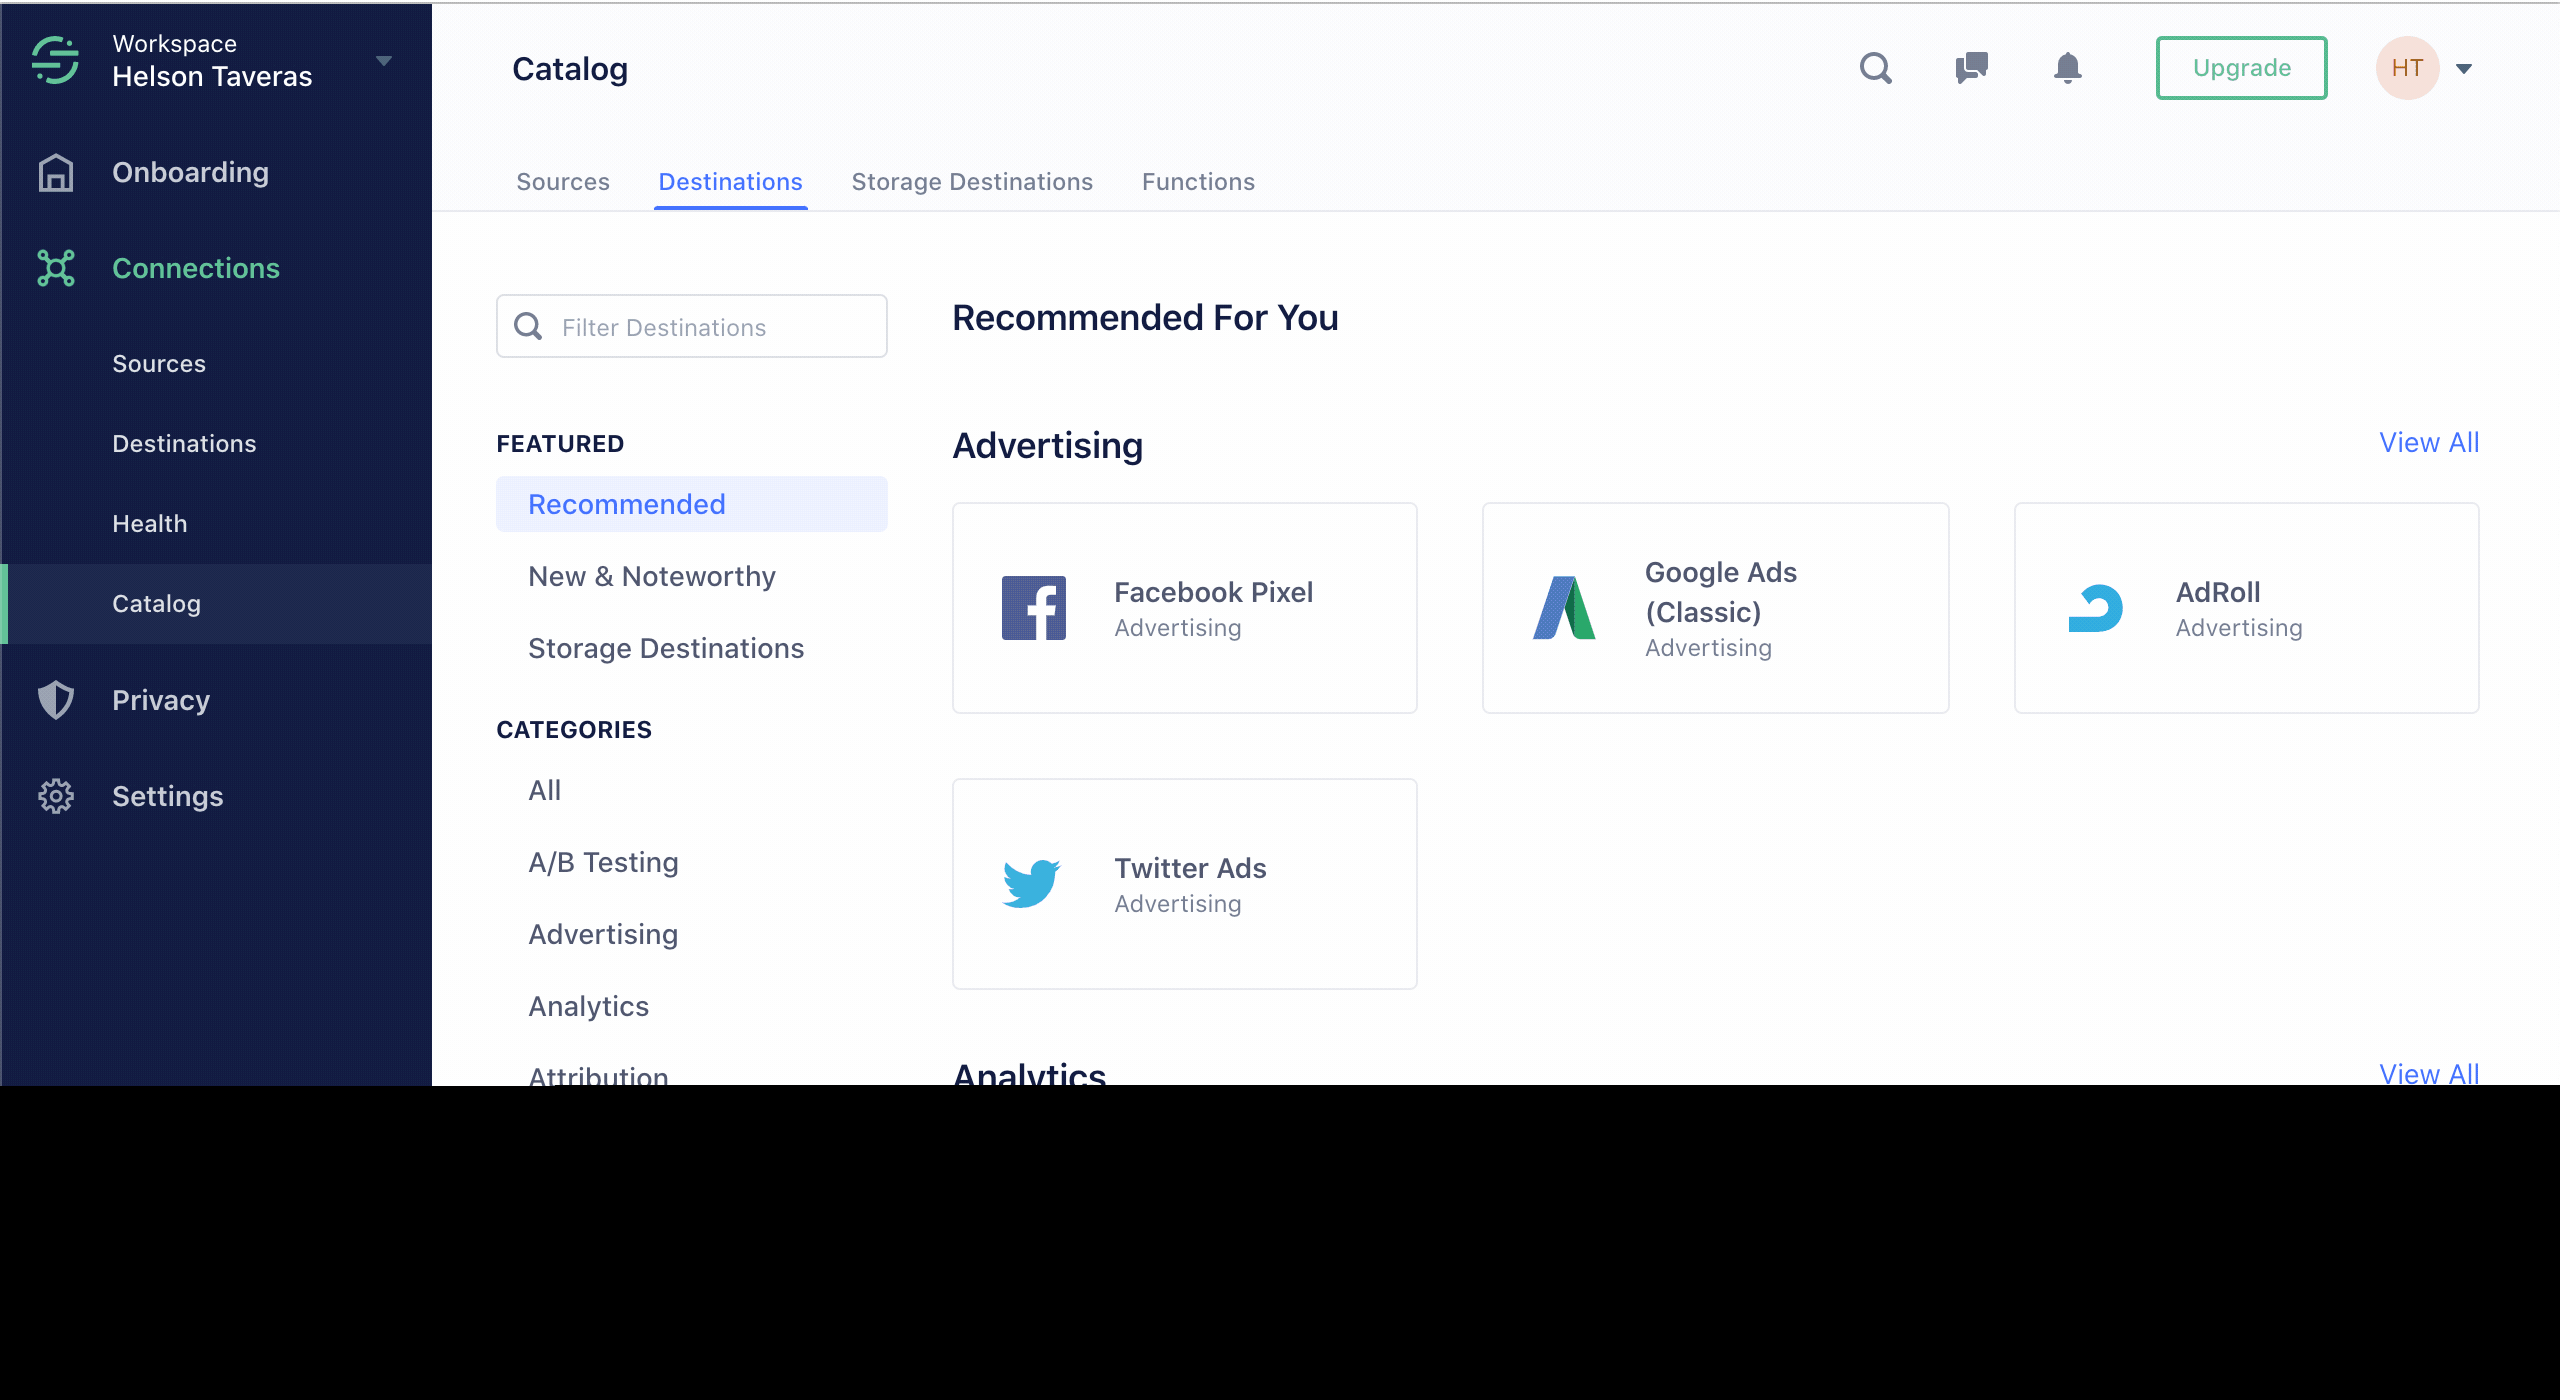 Workspace
Helson Taveras
Onboarding
Connections
Sources
Destinations
Health
Catalog
Privacy
Settings
Catalog
Upgrade
HT
Sources
Destinations
Storage Destinations
Functions
Filter Destinations
FEATURED
Recommended
New & Noteworthy
Storage Destinations
CATEGORIES
All
A/B Testing
Advertising
Analytics
Attribution
Recommended For You
Advertising
View All
Facebook Pixel
Advertising
Google Ads
(Classic)
Advertising
AdRoll
Advertising
Twitter Ads
Advertising
Analytics
View All